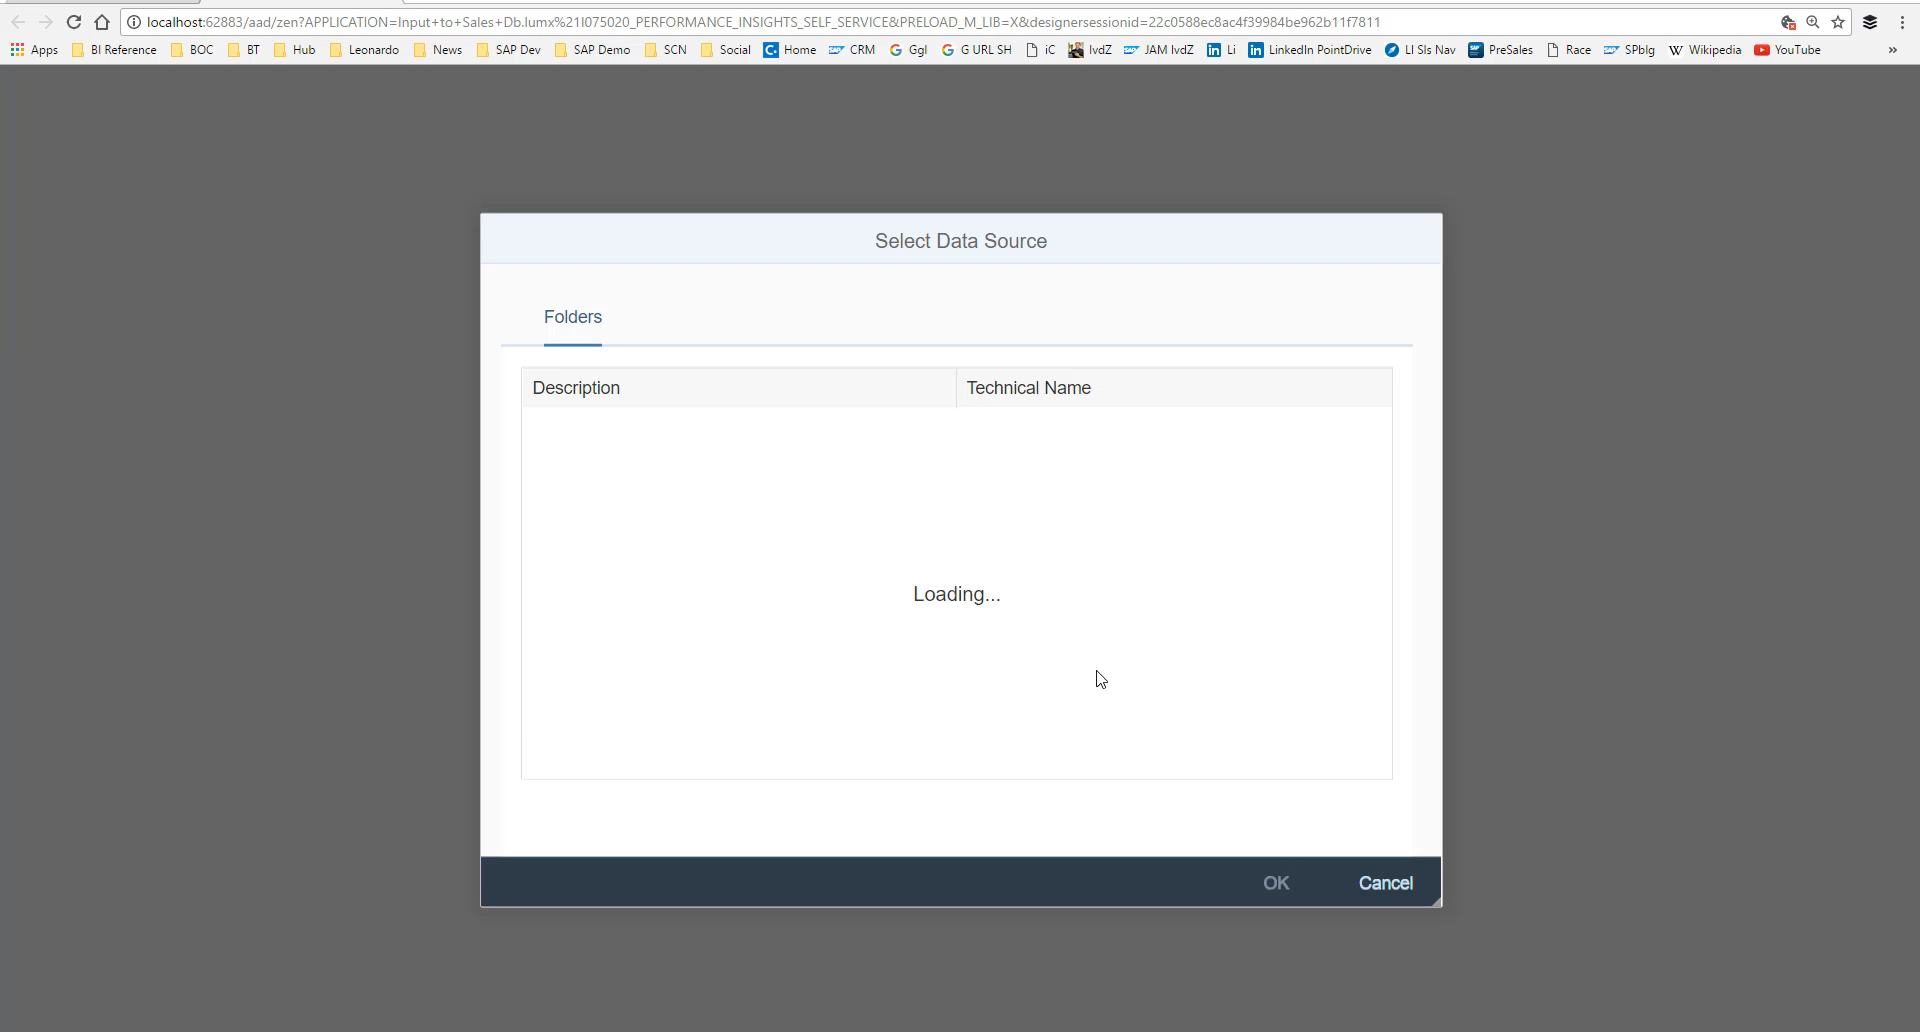 localhost:62883/aad/zen?APPLICATION=Input+to+Sales+Db.lumx%21I075020_PERFORMANCE_INSIGHTS_SELF_SERVICE&PRELOAD_M_LIB=X&designersessionid=22c0588ec8ac4f39984be962b11f7811
Apps BI Reference BOC BT Hub Leonardo News SAP Dev SAP Demo SCN Social Home CRM Ggl G URL SH iC IvdZ JAM IvdZ Li LinkedIn PointDrive LI Sls Nav PreSales Race SPblg Wikipedia YouTube »
Select Data Source
Folders
Description Technical Name
Loading...
OK Cancel